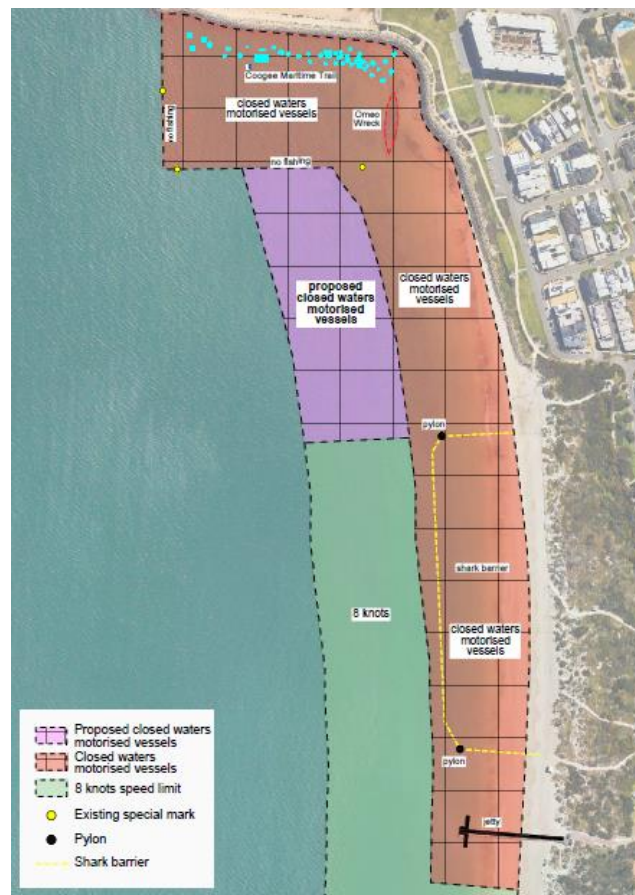 Coogee Maritime Trail
closed waters
motorised vessels
Omeo
Wreck
no fishing
no fishing
proposed
closed waters
motorised
vessels
closed waters
motorised
vessels
pylon
shark barrier
8 knots
closed waters
motorised
vessels
pylon
jetty
Proposed closed waters
motorised vessels
Closed waters
motorised vessels
8 knots speed limit
Existing special mark
Pylon
Shark barrier